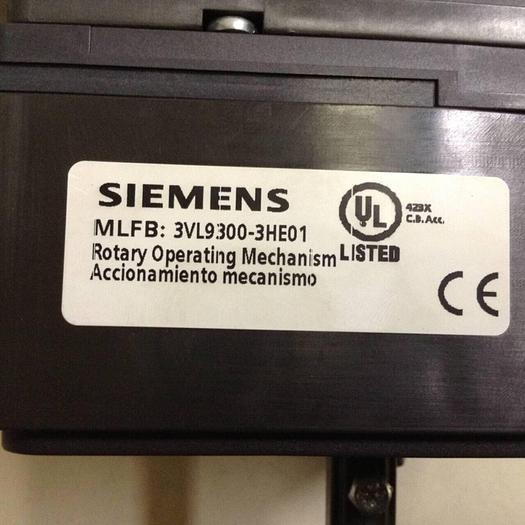 SIEMENS
MLFB: 3VL9300-3HE01
Rotary Operating Mechanism
Accionamiento mecanismo
UL
LISTED
423X
C.B. Acc.
CE